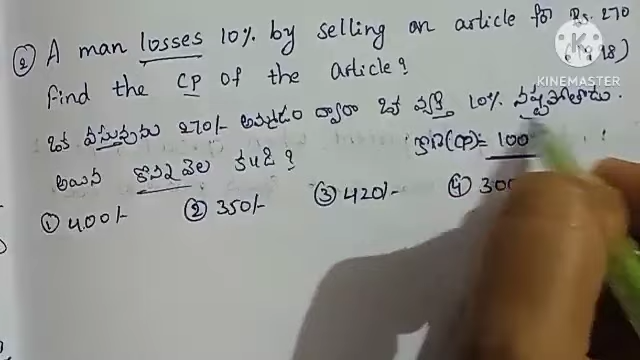 ② A man losses 10% by selling an article for Rs. 270
find the CP of the article?
98)
KINEMASTER
ఒక వస్తువును 270/- అమ్మడం ద్వారా ఒక వ్యక్తి 10% నష్టపోతాడు.
అయిన కొన్న వెల కంటె?
100
① 400/- ② 350/- ③ 420/- ④ 300